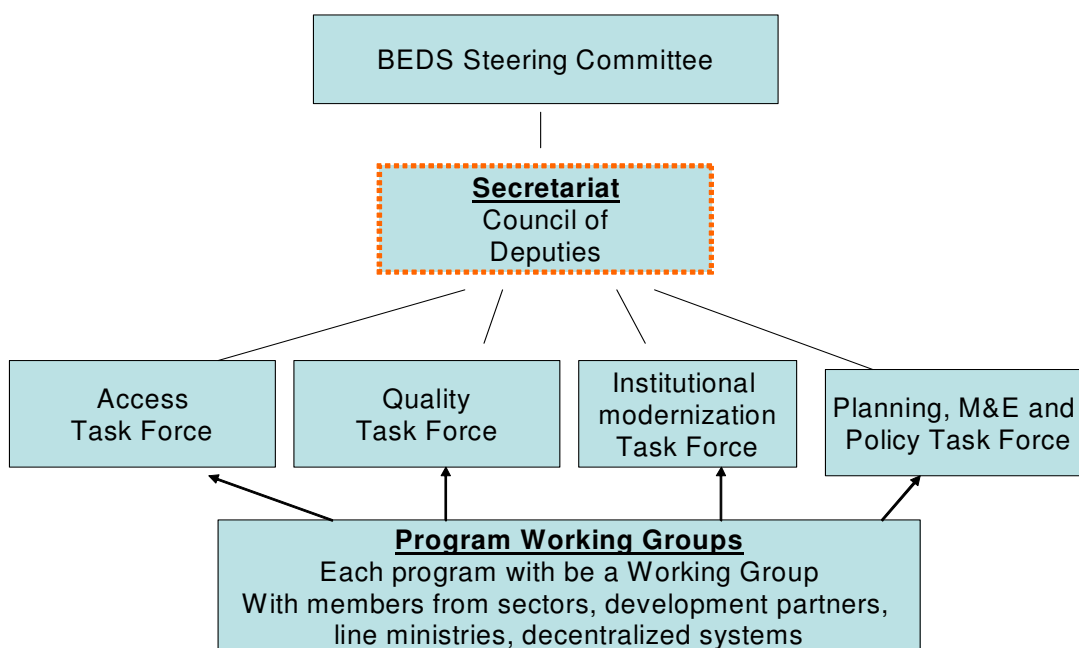 BEDS Steering Committee
Secretariat
Council of
Deputies
Access
Task Force
Quality
Task Force
Institutional
modernization
Task Force
Planning, M&E and
Policy Task Force
Program Working Groups
Each program with be a Working Group
With members from sectors, development partners,
line ministries, decentralized systems